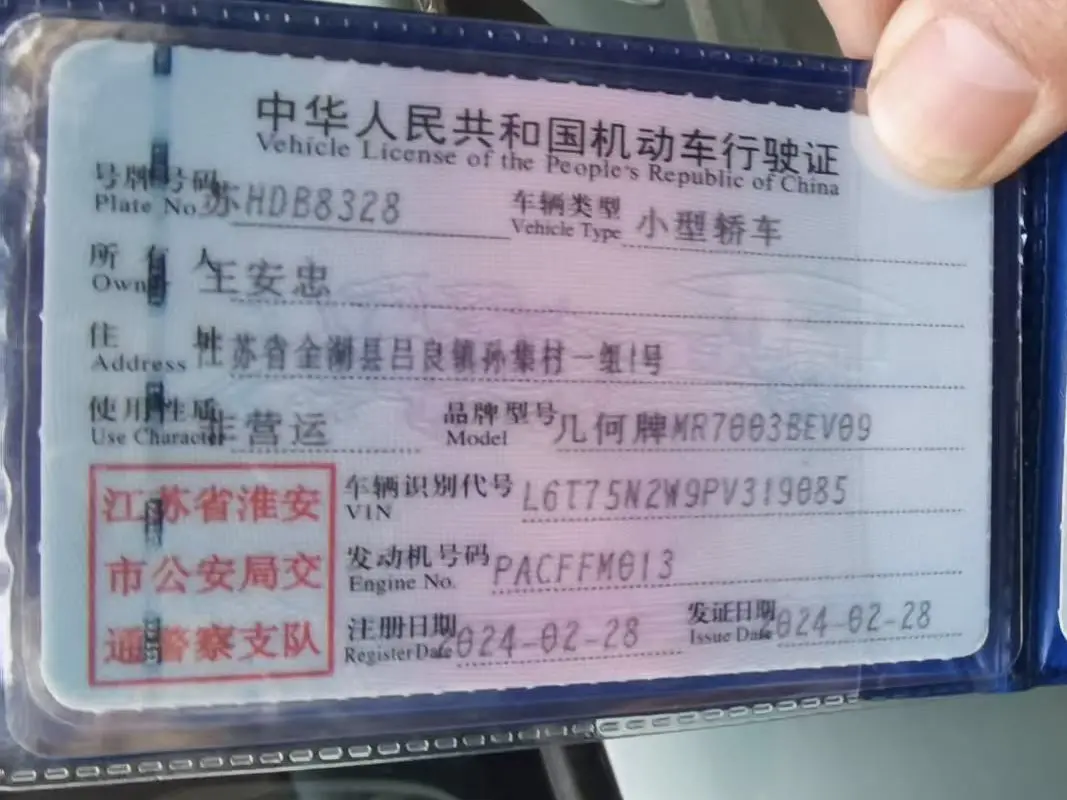 中华人民共和国机动车行驶证
Vehicle License of the People's Republic of China
号牌号码 苏HDB8328 车辆类型 小型轿车
Plate No. Vehicle Type
所有人 王安忠
Owner
住址 江苏省金湖县吕良镇孙集村一组1号
Address
使用性质 非营运 品牌型号 几何牌MR7003BEV09
Use Character Model
江苏省淮安
市公安局交
通警察支队
车辆识别代号 L6T75N2W9PV319085
VIN
发动机号码 PACFFM013
Engine No.
注册日期 2024-02-28 发证日期 2024-02-28
Register Date Issue Date